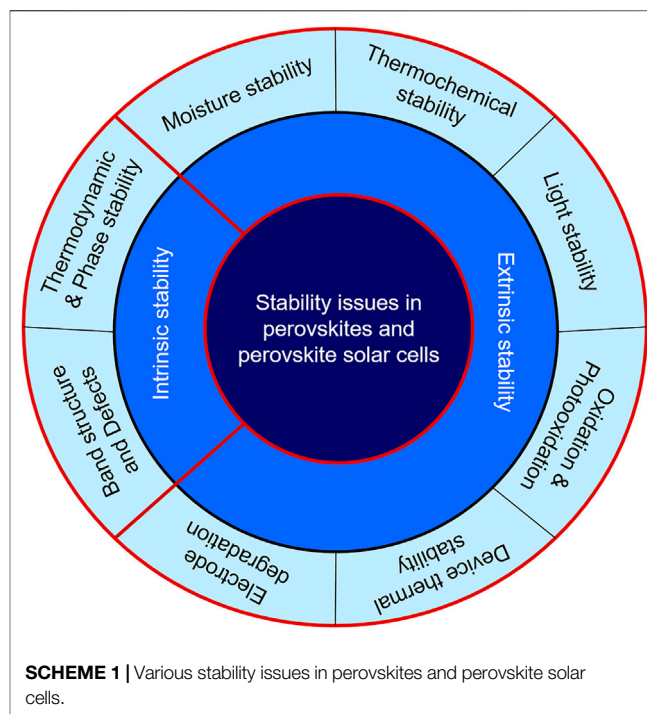 Moisture stability
Thermochemical
stability
Light stability
Oxidation &
Photooxidation
Device thermal
stability
Electrode
degradation
Band structure
and Defects
Thermodynamic
& Phase stability
Intrinsic stability
Extrinsic stability
Stability issues in
perovskites and
perovskite solar cells
SCHEME 1 | Various stability issues in perovskites and perovskite solar
cells.